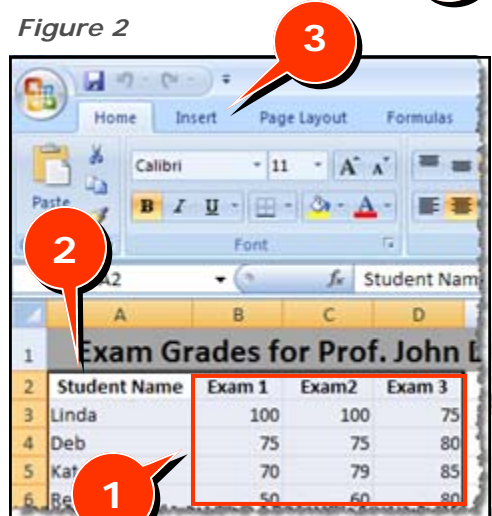 Figure 2
3
Home Insert Page Layout Formulas
Calibri 11 A A
Paste
B I U A
Font
2
fx Student Nam
A B C D
1 Exam Grades for Prof. John
2 Student Name Exam 1 Exam2 Exam 3
3 Linda 100 100 75
4 Deb 75 75 80
5 Kat 70 79 85
6 Re 50 60 80
1